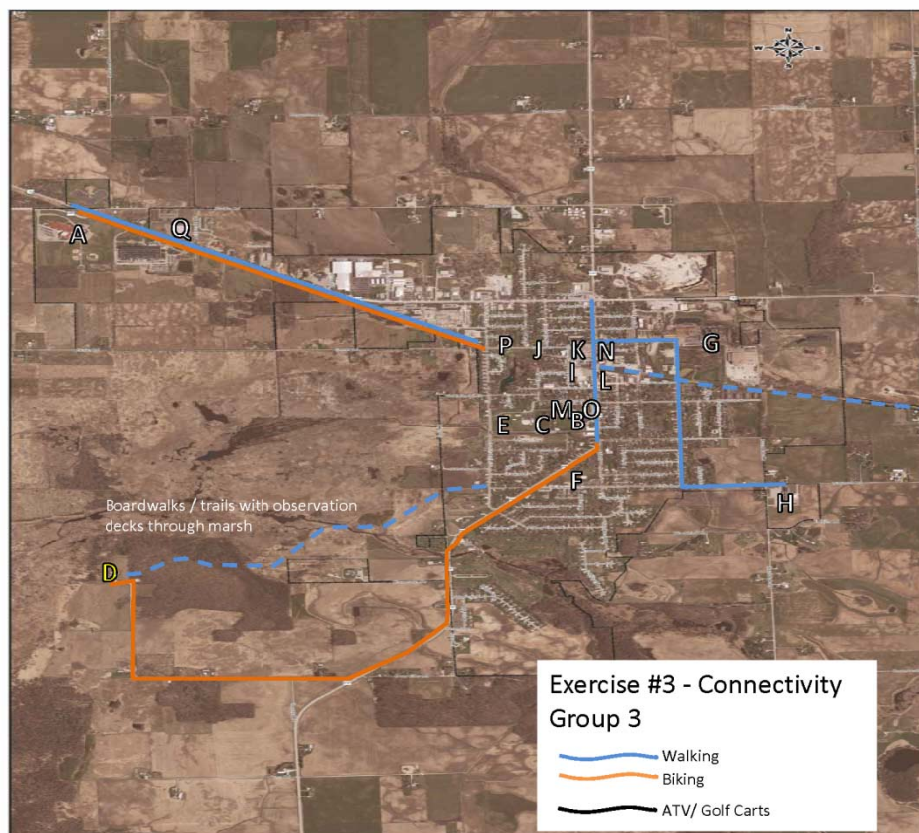 N
W E
S
A
Q
P
J
K
N
G
I
L
M
O
E
C
B
F
H
Boardwalks / trails with observation
decks through marsh
D
Exercise #3 - Connectivity
Group 3
Walking
Biking
ATV/ Golf Carts